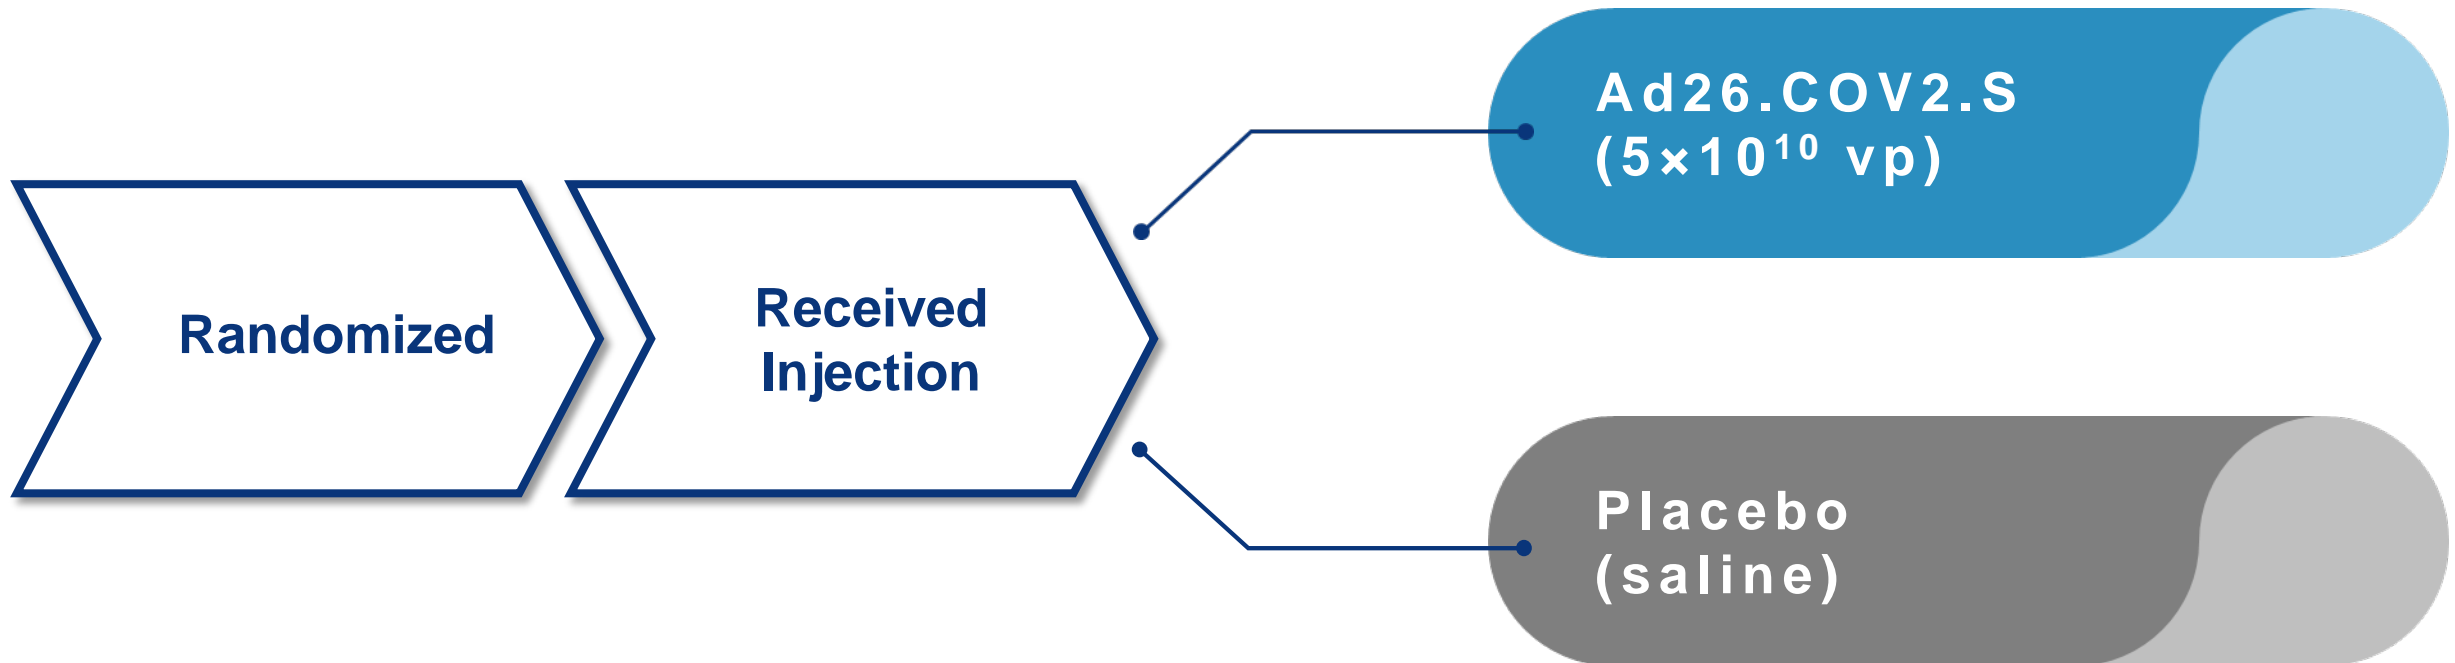 Randomized
Received
Injection
Ad26.COV2.S
(5×10¹⁰ vp)
Placebo
(saline)